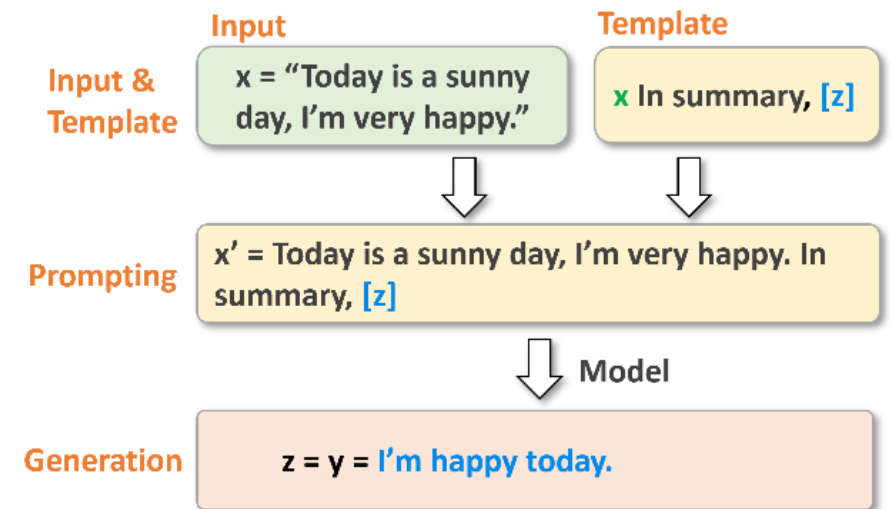 Input
Template
Input &
Template
x = “Today is a sunny
day, I’m very happy.”
x In summary, [z]
Prompting
x’ = Today is a sunny day, I’m very happy. In
summary, [z]
Model
Generation
z = y = I’m happy today.